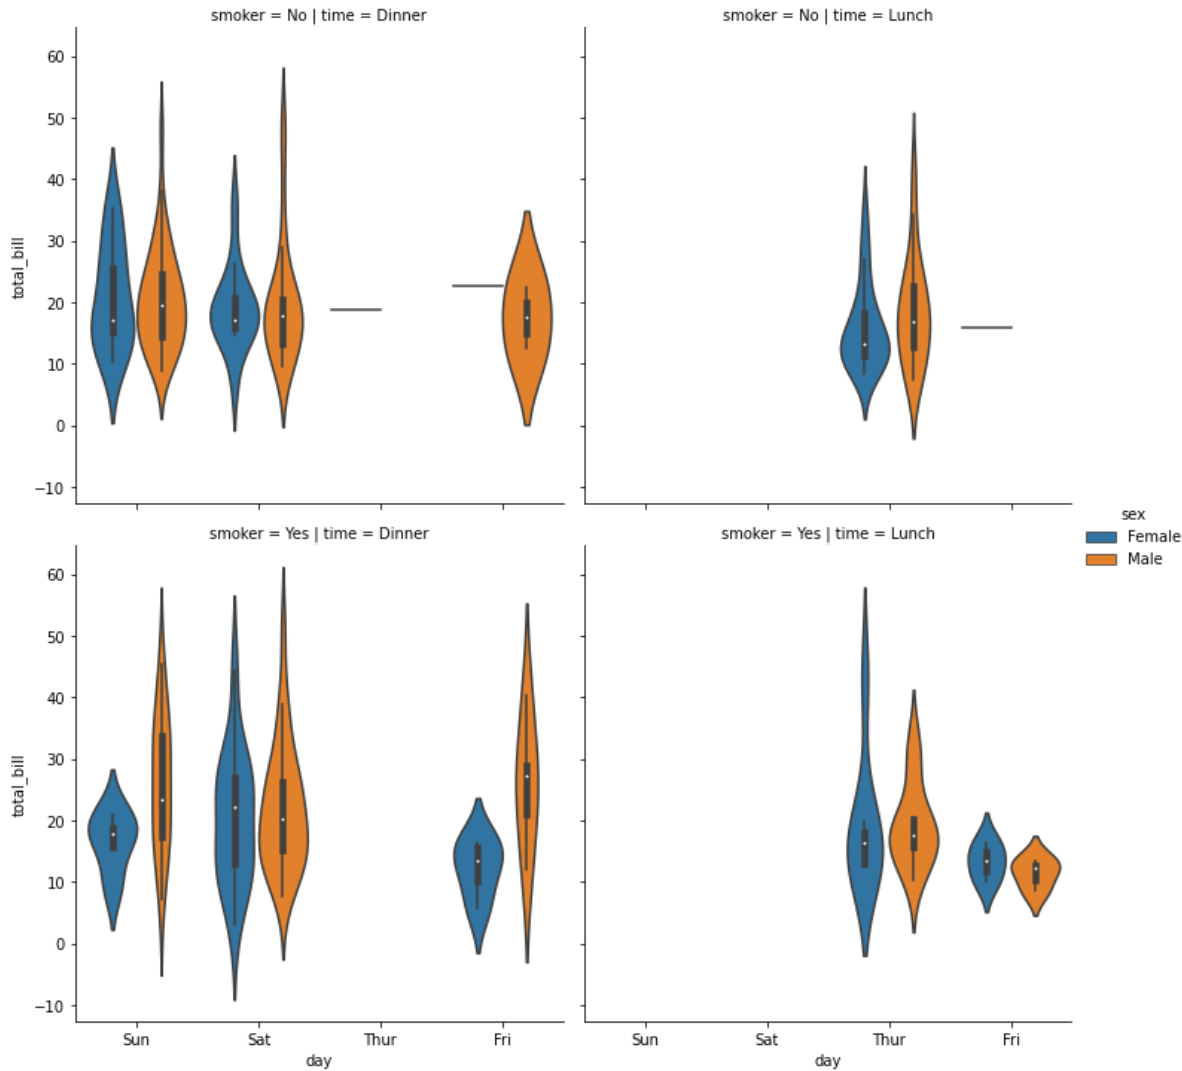 smoker = No | time = Dinner
smoker = No | time = Lunch
60
50
40
30
20
10
0
−10
total_bill
smoker = Yes | time = Dinner
smoker = Yes | time = Lunch
60
50
40
30
20
10
0
−10
total_bill
Sun Sat Thur Fri
day
Sun Sat Thur Fri
day
sex
Female
Male